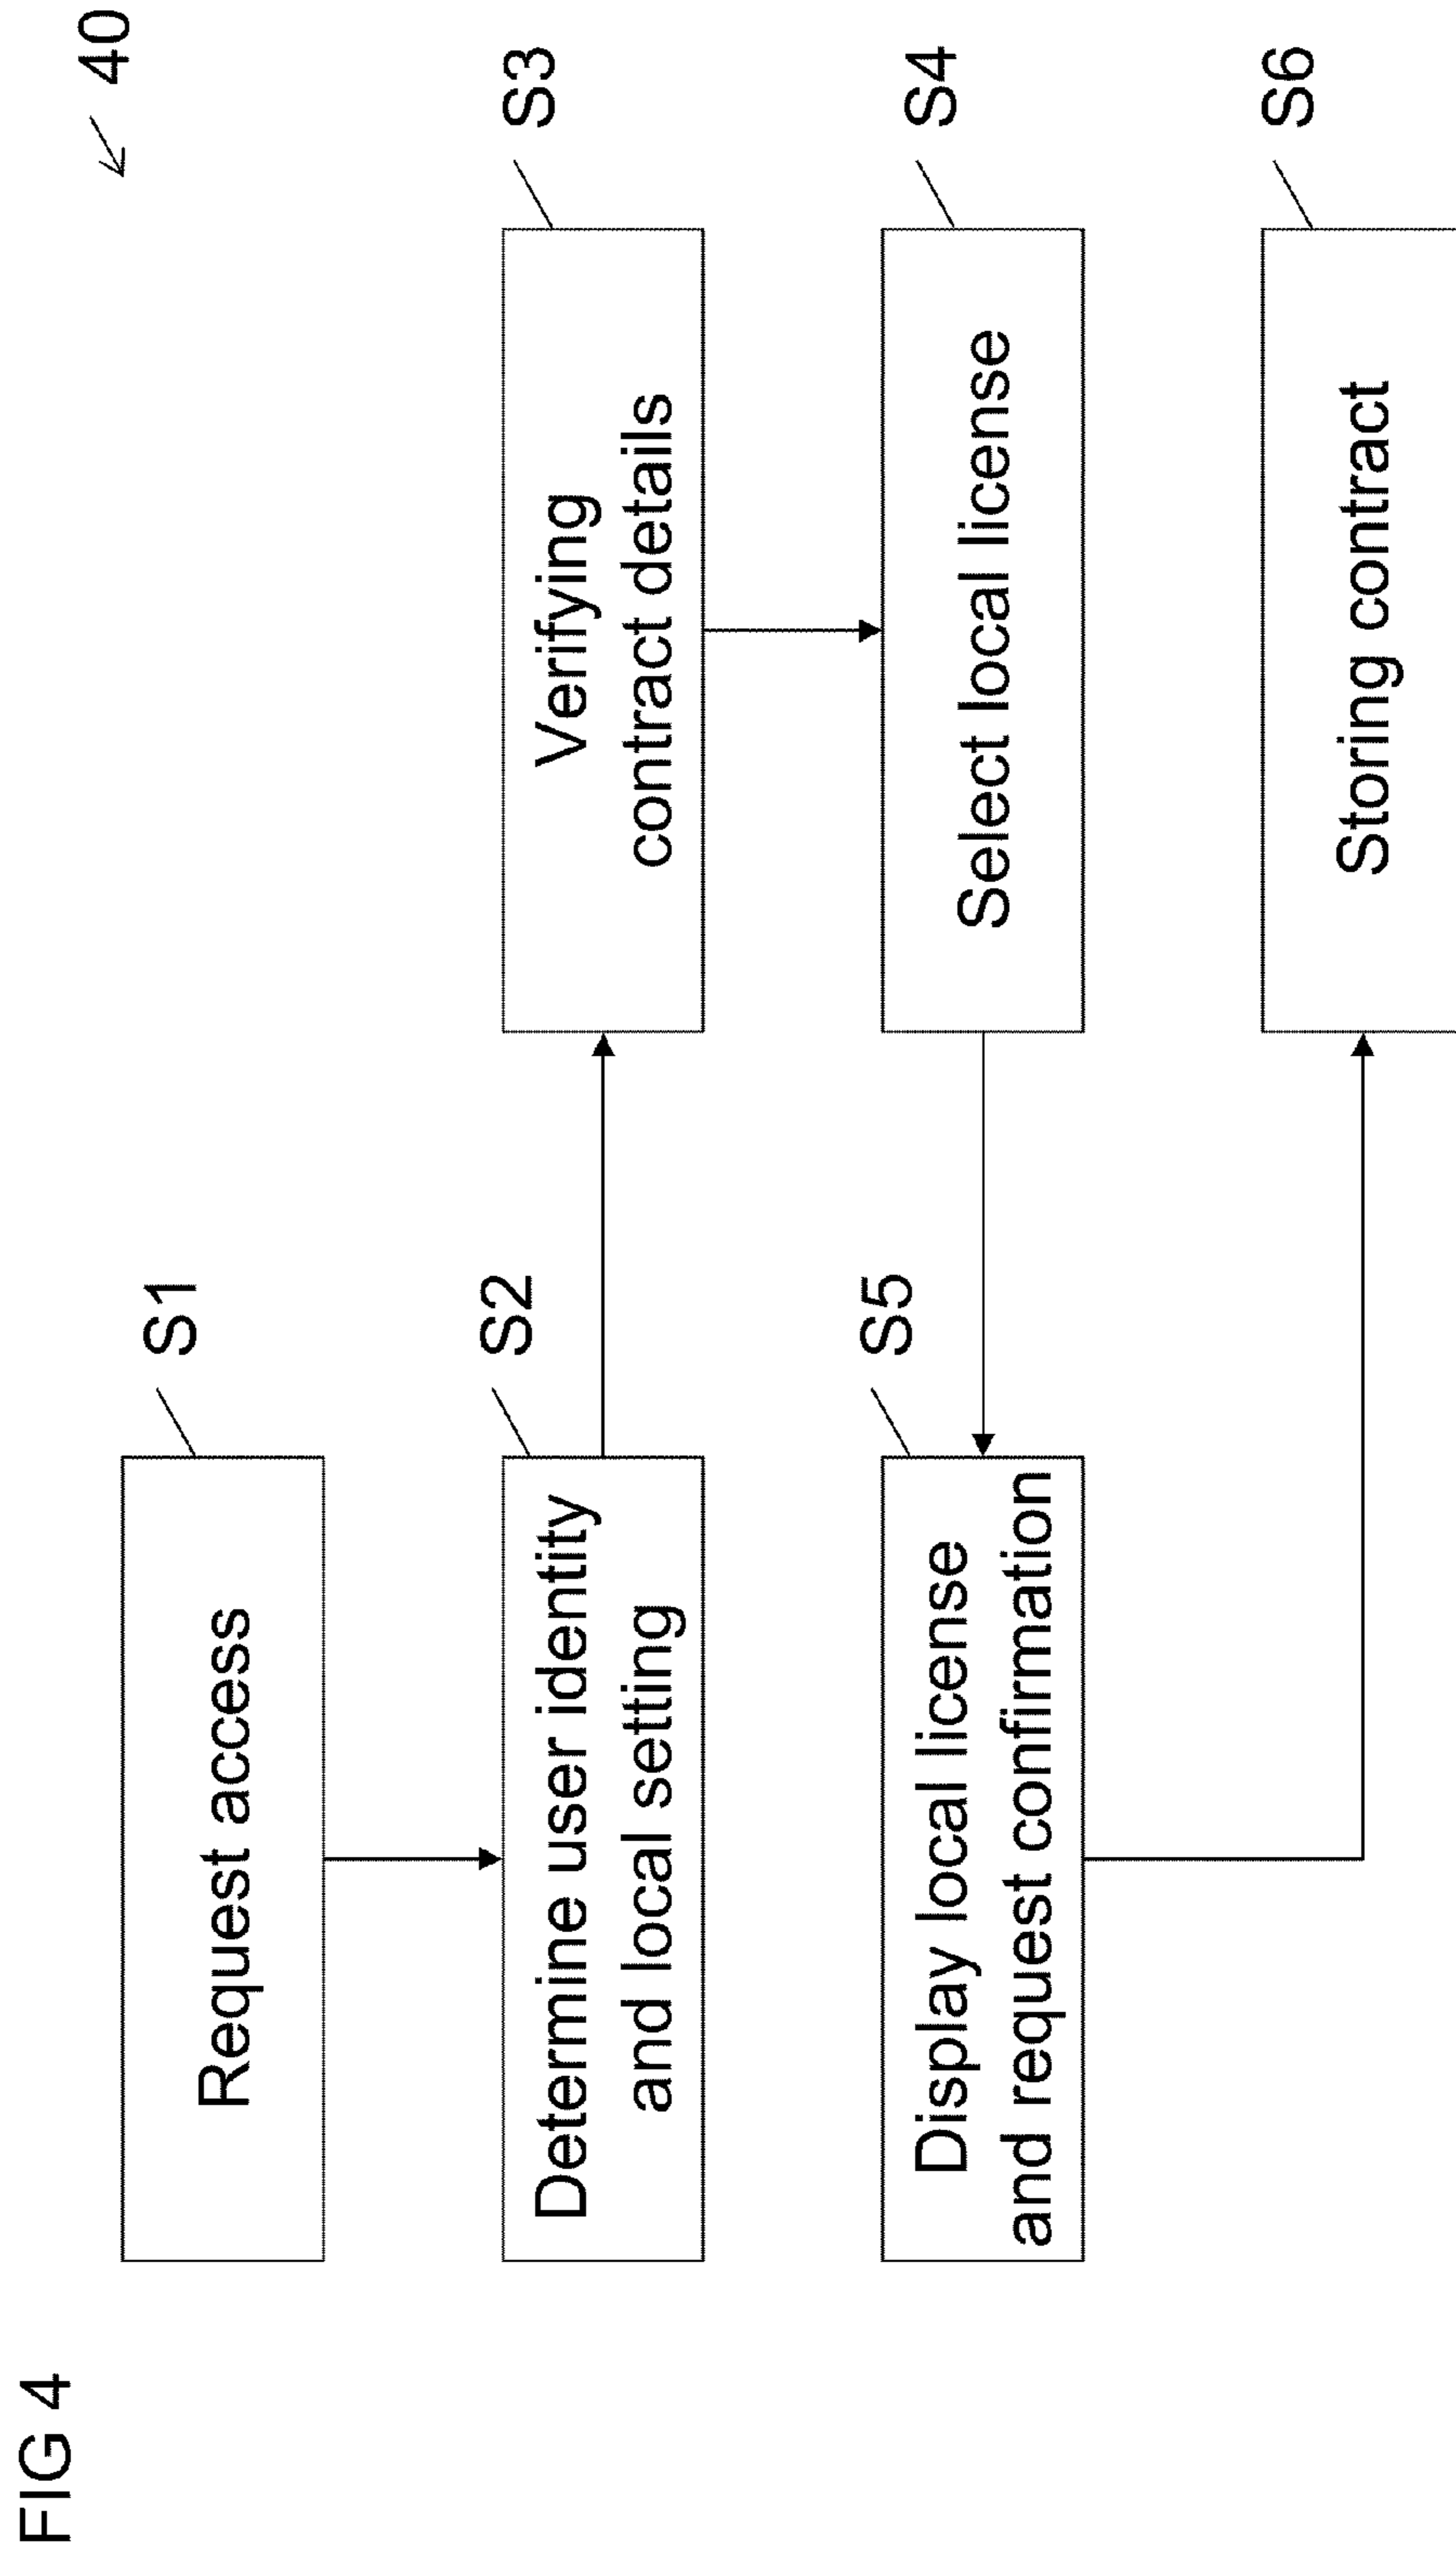 FIG 4
40
S1
Request access
S2
Determine user identity
and local setting
S3
Verifying
contract details
S4
Select local license
S5
Display local license
and request confirmation
S6
Storing contract